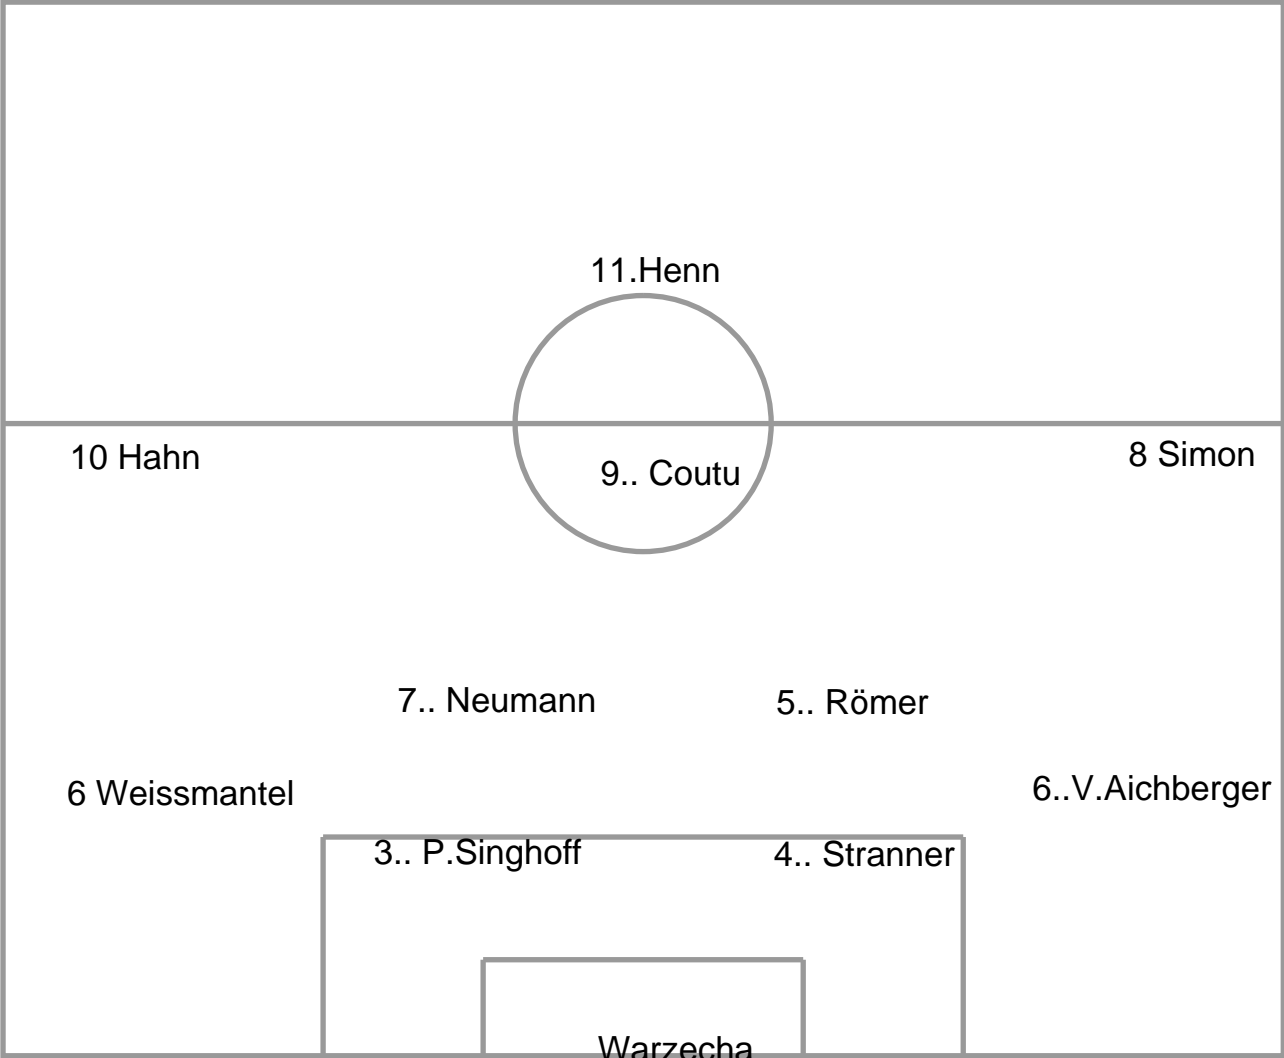 11.Henn
10 Hahn
9.. Coutu
8 Simon
7.. Neumann
5.. Römer
6 Weissmantel
6..V.Aichberger
3.. P.Singhoff
4.. Stranner
Warzecha